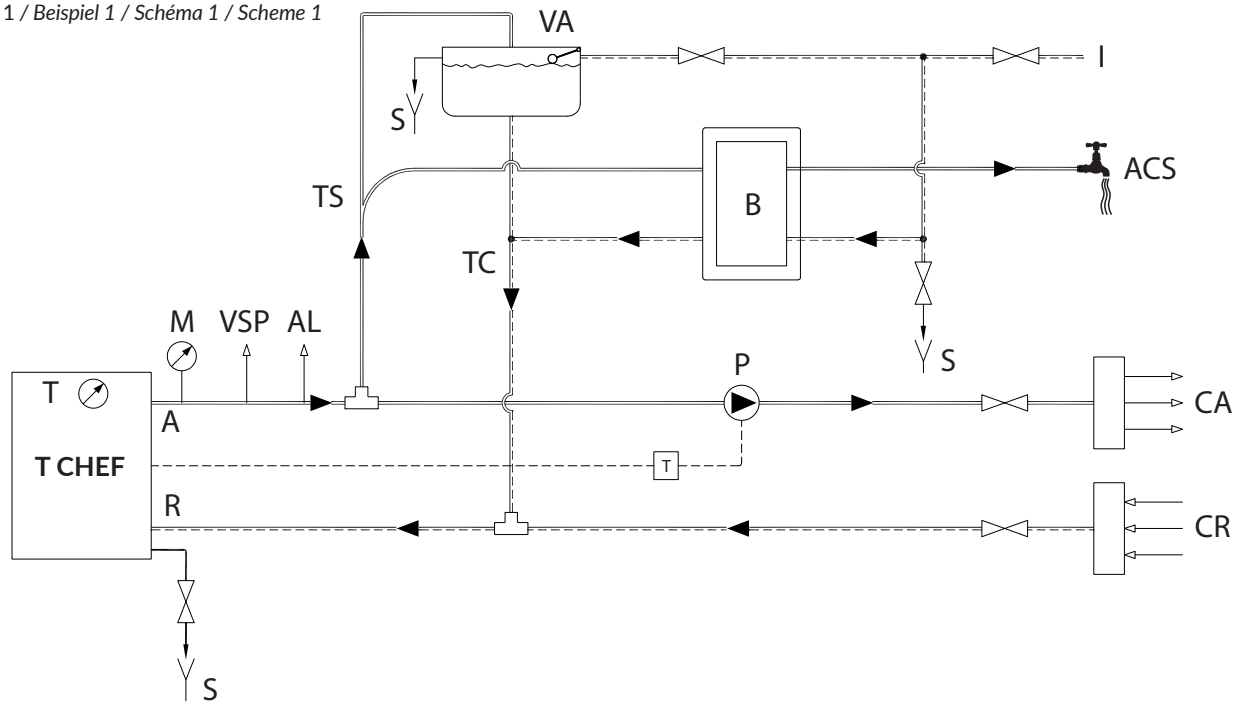 1 / Beispiel 1 / Schéma 1 / Scheme 1
VA
I
S
ACS
TS
B
TC
M VSP AL
S
P
T
A
CA
T CHEF
T
R
CR
S